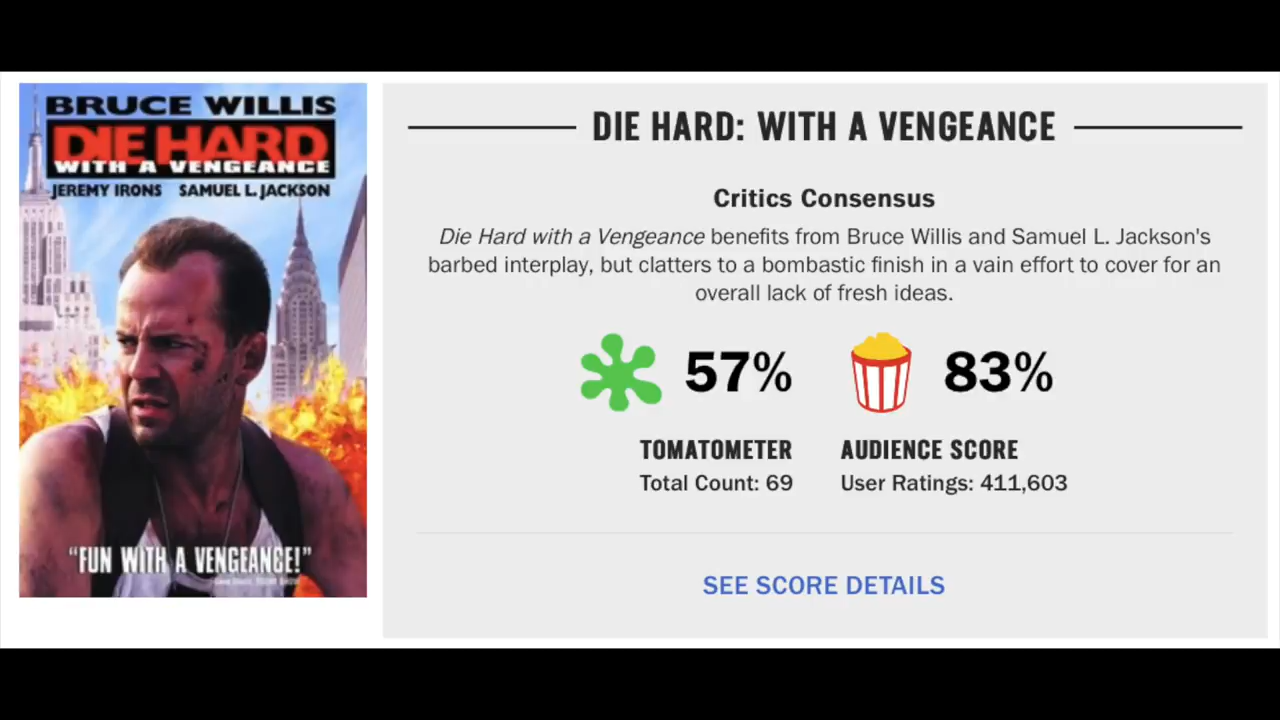 BRUCE WILLIS
DIE HARD
WITH A VENGEANCE
JEREMY IRONS SAMUEL L. JACKSON
"FUN WITH A VENGEANCE!"
DIE HARD: WITH A VENGEANCE
Critics Consensus
Die Hard with a Vengeance benefits from Bruce Willis and Samuel L. Jackson's
barbed interplay, but clatters to a bombastic finish in a vain effort to cover for an
overall lack of fresh ideas.
57% 83%
TOMATOMETER AUDIENCE SCORE
Total Count: 69 User Ratings: 411,603
SEE SCORE DETAILS